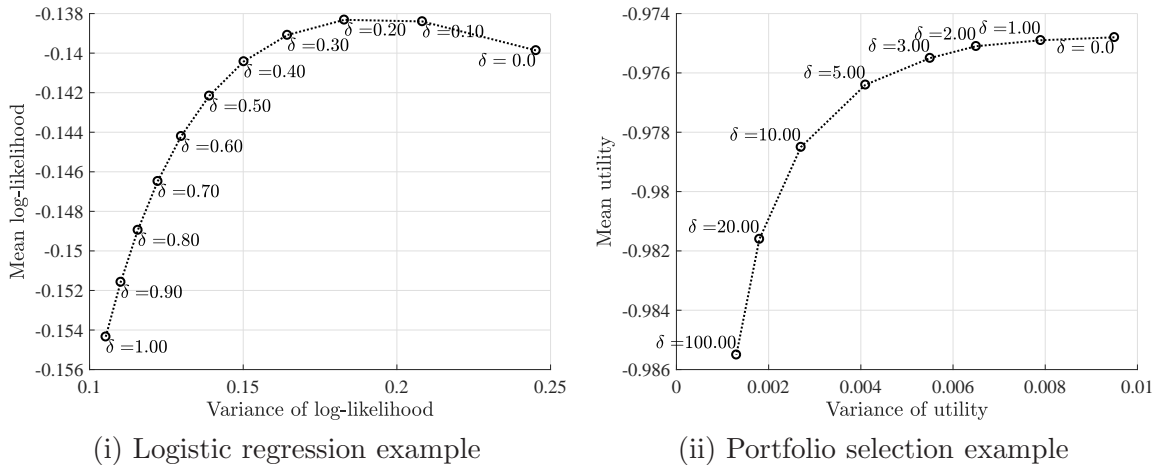 -0.138
-0.14
-0.142
-0.144
-0.146
-0.148
-0.15
-0.152
-0.154
-0.156
Mean log-likelihood
δ =0.20
δ =0.10
δ =0.30
δ = 0.0
δ =0.40
δ =0.50
δ =0.60
δ =0.70
δ =0.80
δ =0.90
δ =1.00
0.1
0.15
0.2
0.25
Variance of log-likelihood
(i) Logistic regression example
-0.974
-0.976
-0.978
-0.98
-0.982
-0.984
-0.986
Mean utility
δ =1.00
δ =2.00
δ =3.00
δ = 0.0
δ =5.00
δ =10.00
δ =20.00
δ =100.00
0
0.002
0.004
0.006
0.008
0.01
Variance of utility
(ii) Portfolio selection example